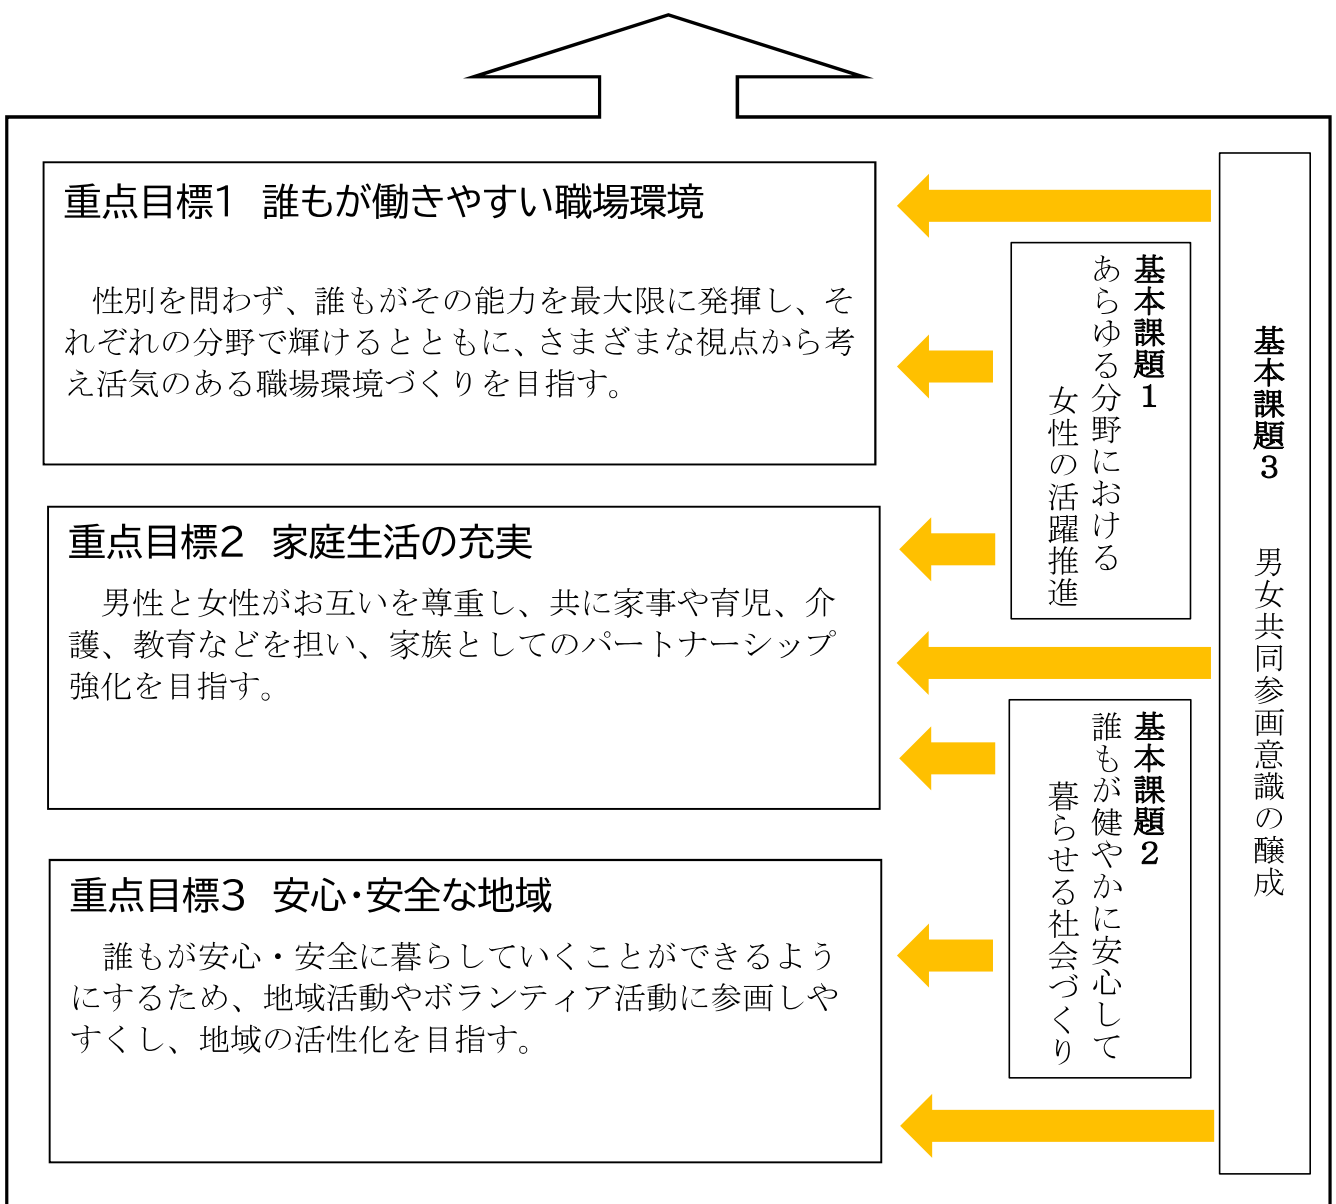 重点目標1　誰もが働きやすい職場環境
性別を問わず、誰もがその能力を最大限に発揮し、そ
れぞれの分野で輝けるとともに、さまざまな視点から考
え活気のある職場環境づくりを目指す。
重点目標2　家庭生活の充実
男性と女性がお互いを尊重し、共に家事や育児、介
護、教育などを担い、家族としてのパートナーシップ
強化を目指す。
重点目標3　安心・安全な地域
誰もが安心・安全に暮らしていくことができるよう
にするため、地域活動やボランティア活動に参画しや
すくし、地域の活性化を目指す。
基本課題１
あらゆる分野における
女性の活躍推進
基本課題２
誰もが健やかに安心して
暮らせる社会づくり
基本課題３　男女共同参画意識の醸成